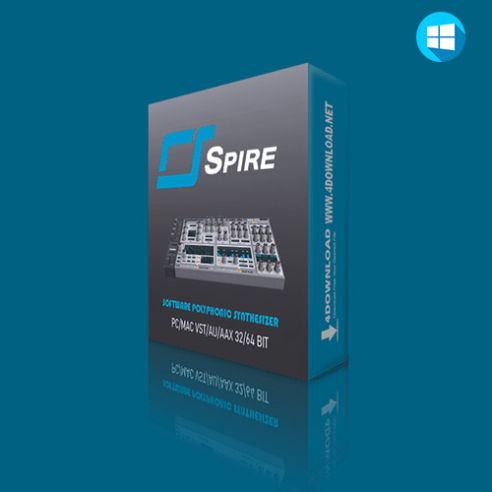 SPIRE
SOFTWARE POLYPHONIC SYNTHESIZER
PC/MAC VST/AU/AAX 32/64 BIT
4DOWNLOAD WWW.4DOWNLOAD.NET